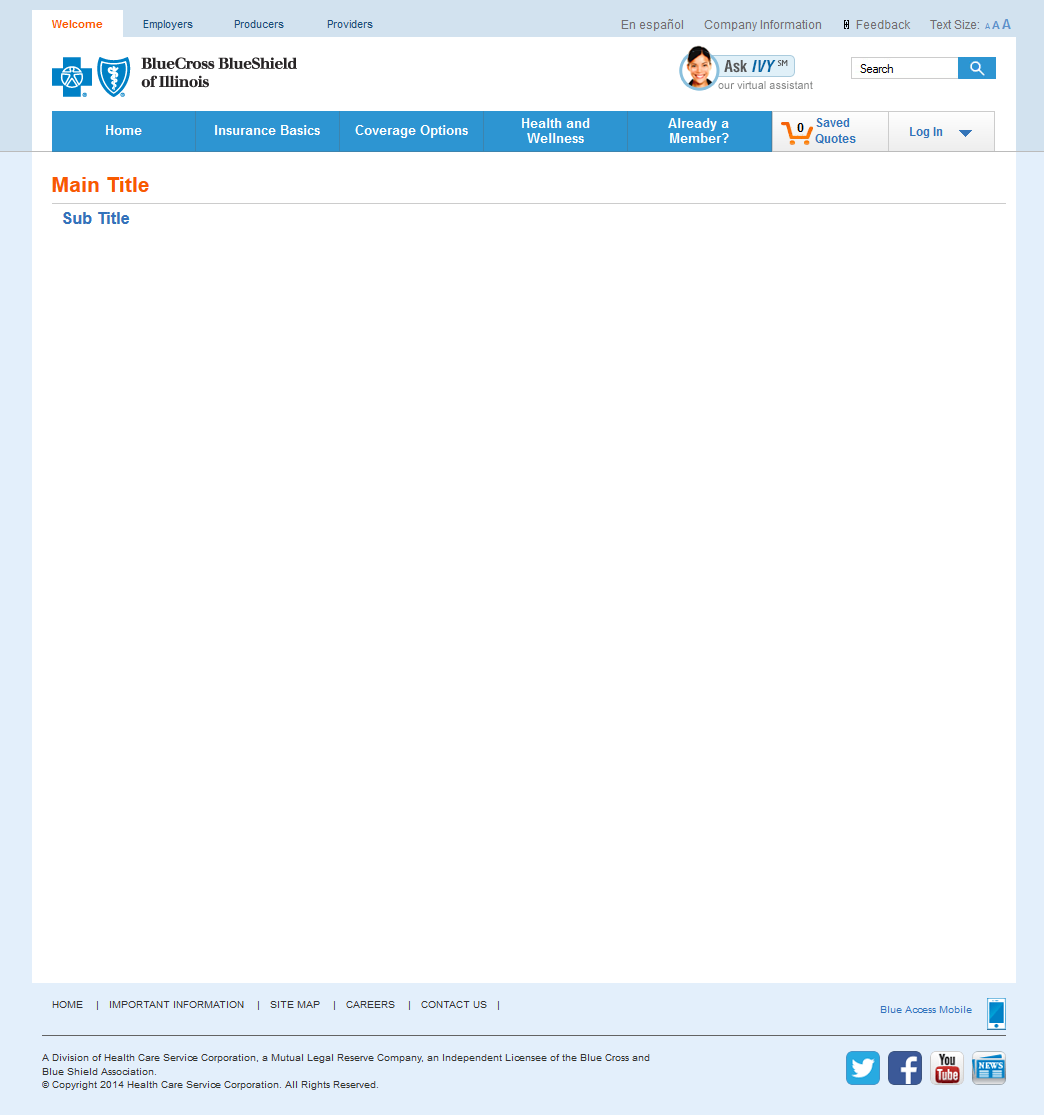 Welcome
Employers
Producers
Providers
En español
Company Information
Feedback
Text Size: A A A
BlueCross BlueShield
of Illinois
Ask IVY SM
our virtual assistant
Search
Home
Insurance Basics
Coverage Options
Health and
Wellness
Already a
Member?
0
Saved
Quotes
Log In
Main Title
Sub Title
HOME | IMPORTANT INFORMATION | SITE MAP | CAREERS | CONTACT US |
Blue Access Mobile
A Division of Health Care Service Corporation, a Mutual Legal Reserve Company, an Independent Licensee of the Blue Cross and
Blue Shield Association.
© Copyright 2014 Health Care Service Corporation. All Rights Reserved.
You
Tube
NEWS